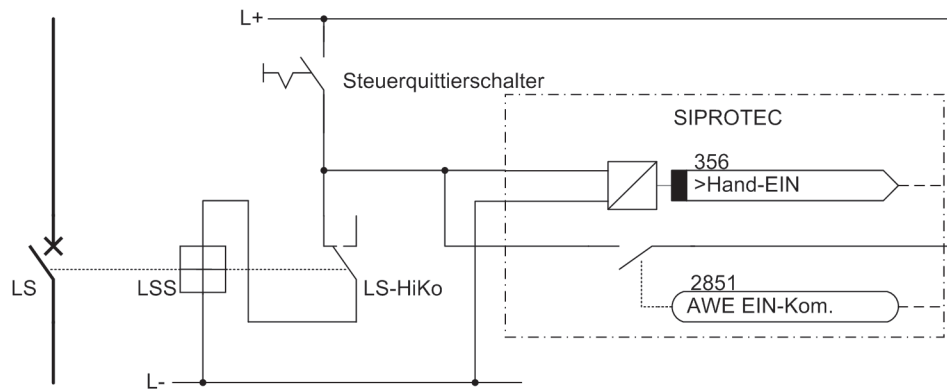 L+
Steuerquittierschalter
SIPROTEC
356
>Hand-EIN
LS
LSS
LS-HiKo
2851
AWE EIN-Kom.
L-